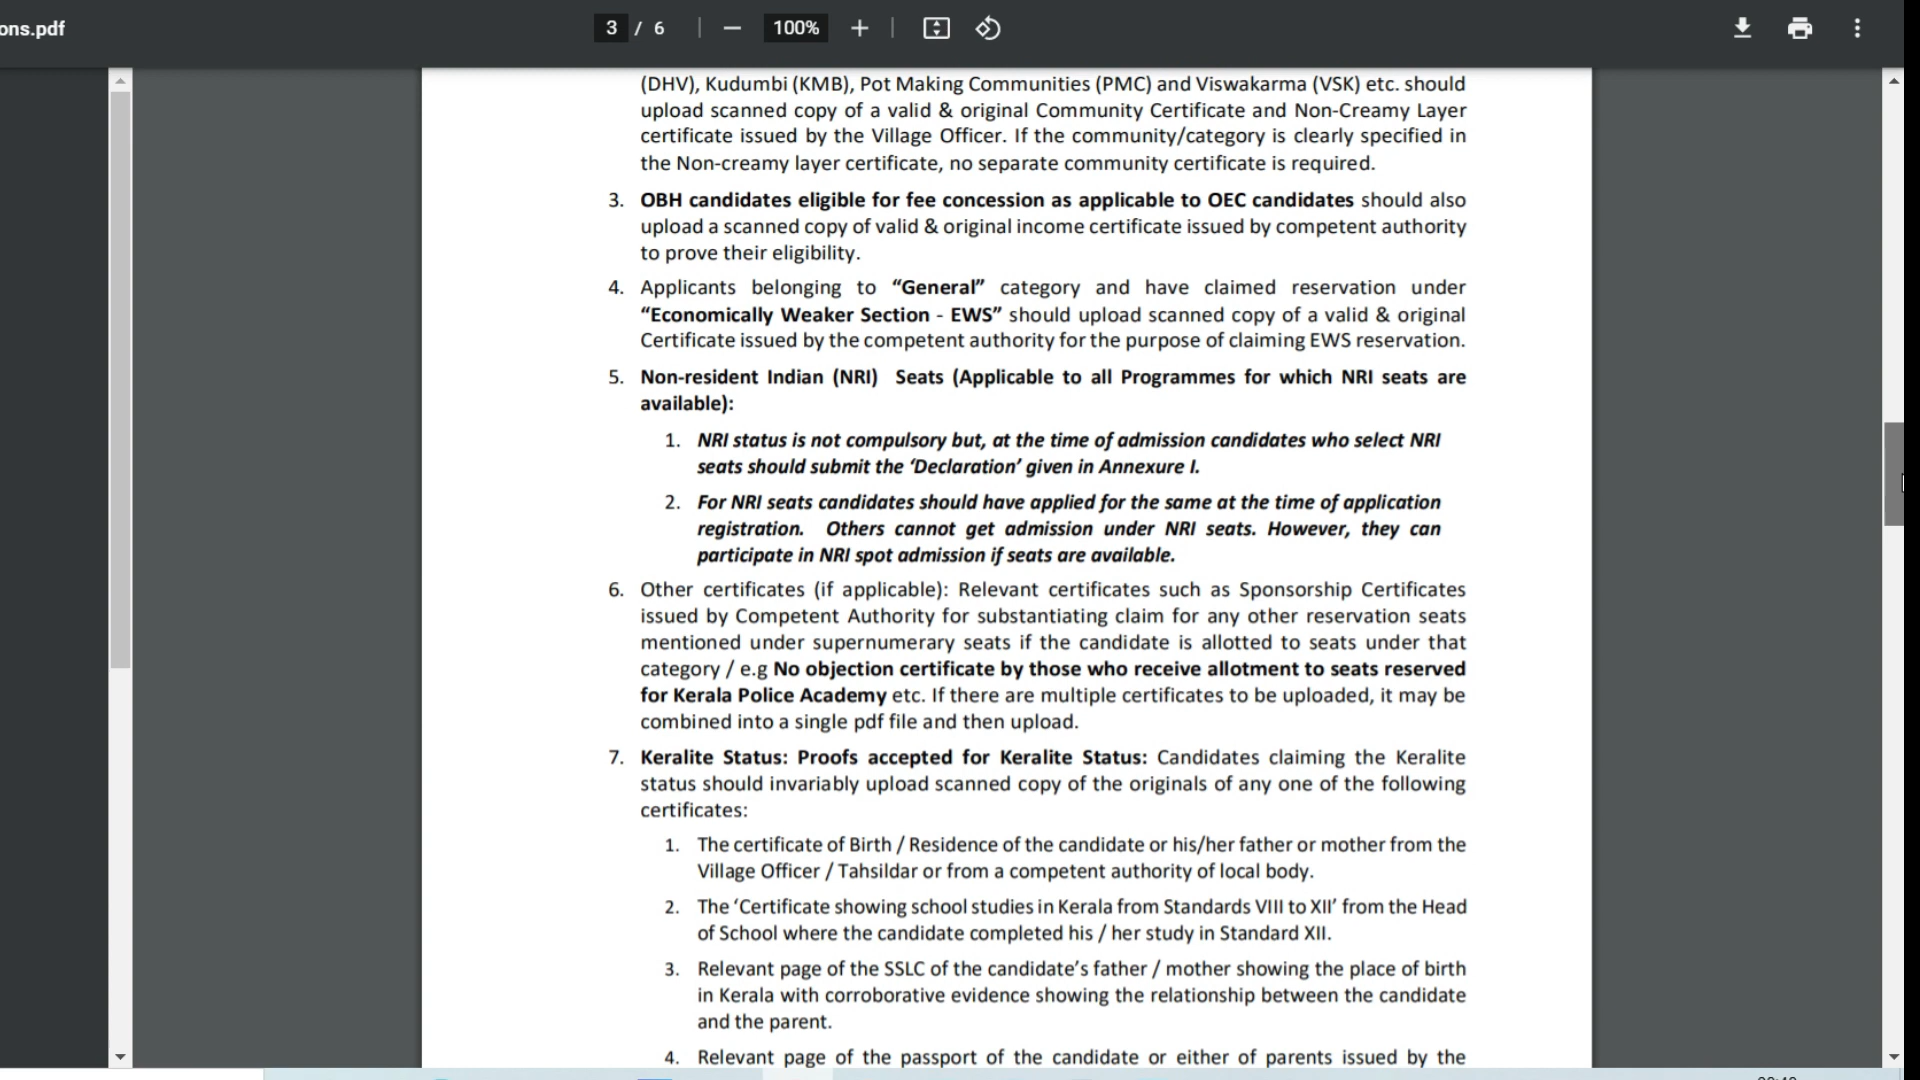 ons.pdf
3 / 6
100%
(DHV), Kudumbi (KMB), Pot Making Communities (PMC) and Viswakarma (VSK) etc. should
upload scanned copy of a valid & original Community Certificate and Non-Creamy Layer
certificate issued by the Village Officer. If the community/category is clearly specified in
the Non-creamy layer certificate, no separate community certificate is required.
3. OBH candidates eligible for fee concession as applicable to OEC candidates should also
upload a scanned copy of valid & original income certificate issued by competent authority
to prove their eligibility.
4. Applicants belonging to “General” category and have claimed reservation under
“Economically Weaker Section - EWS” should upload scanned copy of a valid & original
Certificate issued by the competent authority for the purpose of claiming EWS reservation.
5. Non-resident Indian (NRI) Seats (Applicable to all Programmes for which NRI seats are
available):
1. NRI status is not compulsory but, at the time of admission candidates who select NRI
seats should submit the ‘Declaration’ given in Annexure I.
2. For NRI seats candidates should have applied for the same at the time of application
registration. Others cannot get admission under NRI seats. However, they can
participate in NRI spot admission if seats are available.
6. Other certificates (if applicable): Relevant certificates such as Sponsorship Certificates
issued by Competent Authority for substantiating claim for any other reservation seats
mentioned under supernumerary seats if the candidate is allotted to seats under that
category / e.g No objection certificate by those who receive allotment to seats reserved
for Kerala Police Academy etc. If there are multiple certificates to be uploaded, it may be
combined into a single pdf file and then upload.
7. Keralite Status: Proofs accepted for Keralite Status: Candidates claiming the Keralite
status should invariably upload scanned copy of the originals of any one of the following
certificates:
1. The certificate of Birth / Residence of the candidate or his/her father or mother from the
Village Officer / Tahsildar or from a competent authority of local body.
2. The ‘Certificate showing school studies in Kerala from Standards VIII to XII’ from the Head
of School where the candidate completed his / her study in Standard XII.
3. Relevant page of the SSLC of the candidate’s father / mother showing the place of birth
in Kerala with corroborative evidence showing the relationship between the candidate
and the parent.
4. Relevant page of the passport of the candidate or either of parents issued by the